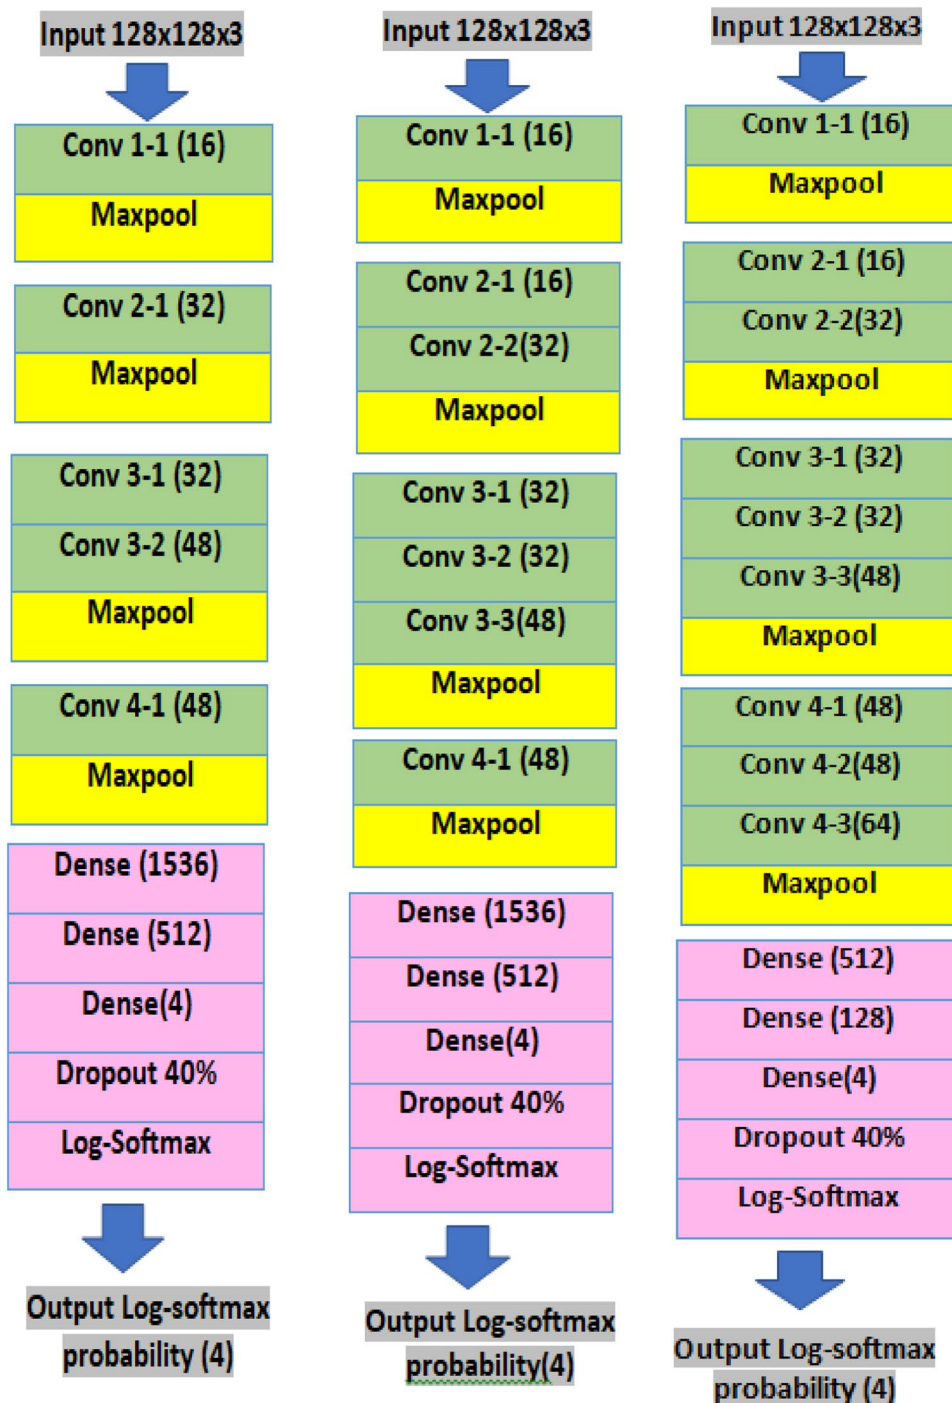 Input 128x128x3
Conv 1-1 (16)
Maxpool
Conv 2-1 (32)
Maxpool
Conv 3-1 (32)
Conv 3-2 (48)
Maxpool
Conv 4-1 (48)
Maxpool
Dense (1536)
Dense (512)
Dense(4)
Dropout 40%
Log-Softmax
Output Log-softmax
probability (4)
Input 128x128x3
Conv 1-1 (16)
Maxpool
Conv 2-1 (16)
Conv 2-2(32)
Maxpool
Conv 3-1 (32)
Conv 3-2 (32)
Conv 3-3(48)
Maxpool
Conv 4-1 (48)
Maxpool
Dense (1536)
Dense (512)
Dense(4)
Dropout 40%
Log-Softmax
Output Log-softmax
probability(4)
Input 128x128x3
Conv 1-1 (16)
Maxpool
Conv 2-1 (16)
Conv 2-2(32)
Maxpool
Conv 3-1 (32)
Conv 3-2 (32)
Conv 3-3(48)
Maxpool
Conv 4-1 (48)
Conv 4-2(48)
Conv 4-3(64)
Maxpool
Dense (512)
Dense (128)
Dense(4)
Dropout 40%
Log-Softmax
Output Log-softmax
probability (4)